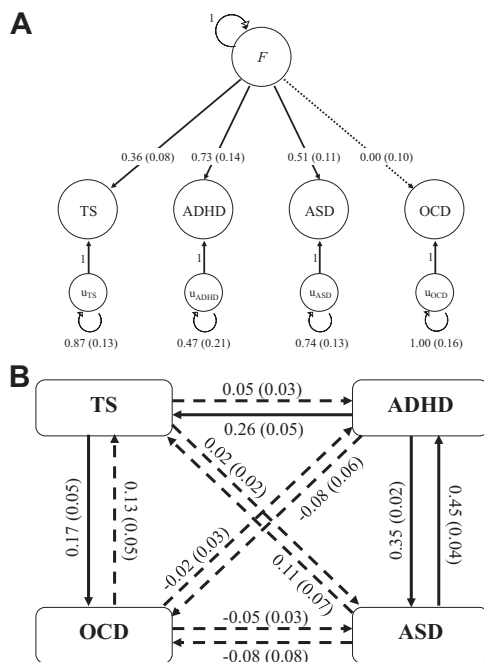 A
1
F
0.36 (0.08) 0.73 (0.14) 0.51 (0.11) 0.00 (0.10)
TS ADHD ASD OCD
1 1 1 1
uTS uADHD uASD uOCD
0.87 (0.13) 0.47 (0.21) 0.74 (0.13) 1.00 (0.16)
B
TS 0.05 (0.03) ADHD
0.26 (0.05)
0.17 (0.05)
0.13 (0.05)
0.02 (0.02)
-0.08 (0.06)
-0.02 (0.03)
0.11 (0.07)
0.35 (0.02)
0.45 (0.04)
OCD -0.05 (0.03) ASD
-0.08 (0.08)